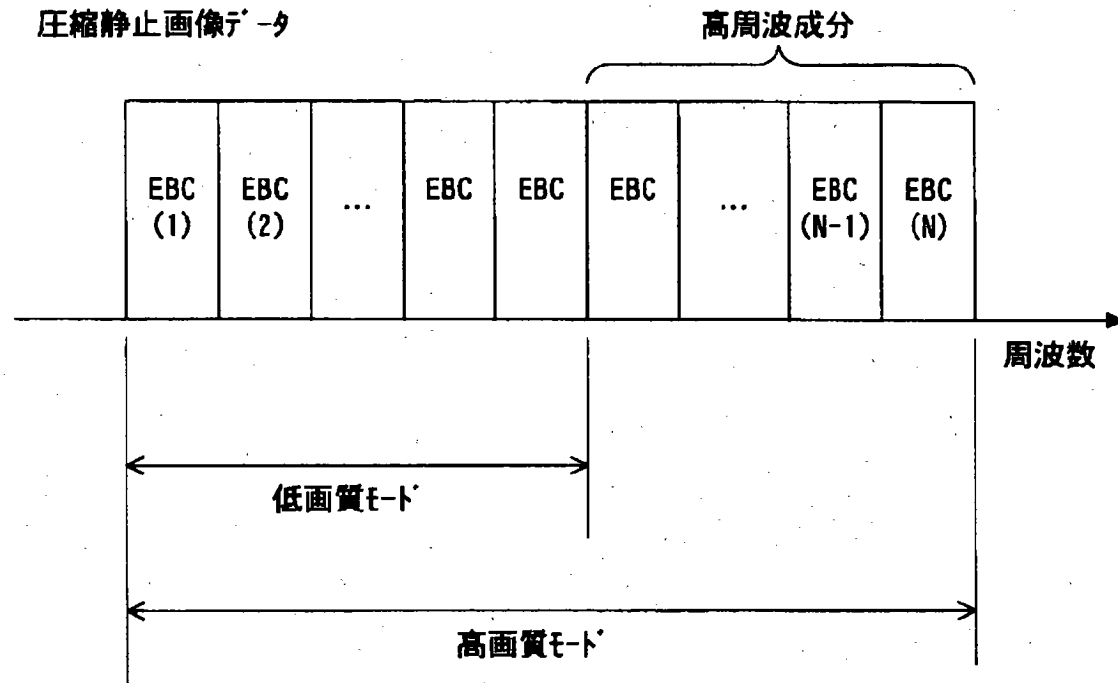 圧縮静止画像ﾃﾞｰﾀ
高周波成分
EBC
(1)
EBC
(2)
...
EBC
EBC
EBC
...
EBC
(N-1)
EBC
(N)
周波数
低画質ﾓｰﾄﾞ
高画質ﾓｰﾄﾞ